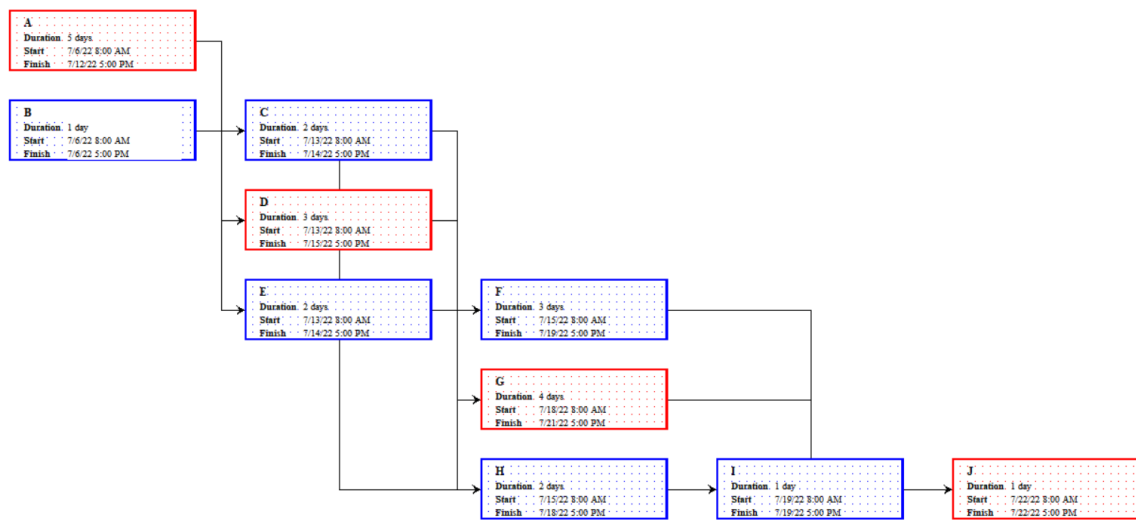 A
Duration 5 days
Start 7/6/22 8:00 AM
Finish 7/12/22 5:00 PM
B
Duration 1 day
Start 7/6/22 8:00 AM
Finish 7/6/22 5:00 PM
C
Duration 2 days
Start 7/13/22 8:00 AM
Finish 7/14/22 5:00 PM
D
Duration 3 days
Start 7/13/22 8:00 AM
Finish 7/15/22 5:00 PM
E
Duration 2 days
Start 7/13/22 8:00 AM
Finish 7/14/22 5:00 PM
F
Duration 3 days
Start 7/15/22 8:00 AM
Finish 7/19/22 5:00 PM
G
Duration 4 days
Start 7/18/22 8:00 AM
Finish 7/21/22 5:00 PM
H
Duration 2 days
Start 7/15/22 8:00 AM
Finish 7/18/22 5:00 PM
I
Duration 1 day
Start 7/19/22 8:00 AM
Finish 7/19/22 5:00 PM
J
Duration 1 day
Start 7/22/22 8:00 AM
Finish 7/22/22 5:00 PM